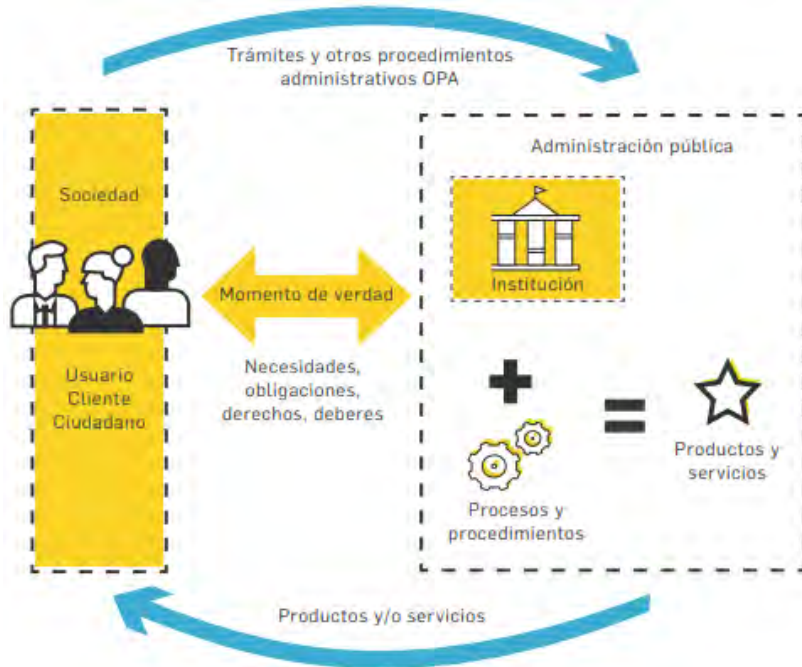 Trámites y otros procedimientos
administrativos OPA
Sociedad
Usuario
Cliente
Ciudadano
Momento de verdad
Necesidades,
obligaciones,
derechos, deberes
Administración pública
Institución
Procesos y
procedimientos
Productos y
servicios
Productos y/o servicios